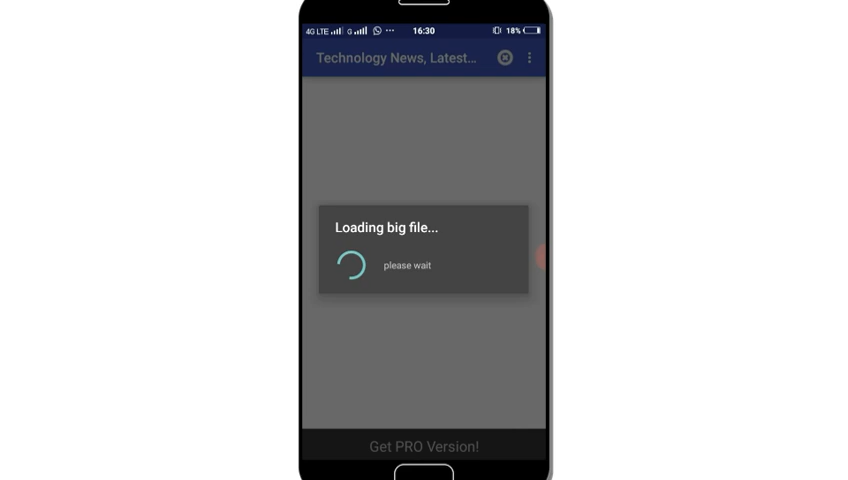 4G LTE G ... 16:30 18%
Technology News, Latest...
Loading big file...
please wait
Get PRO Version!